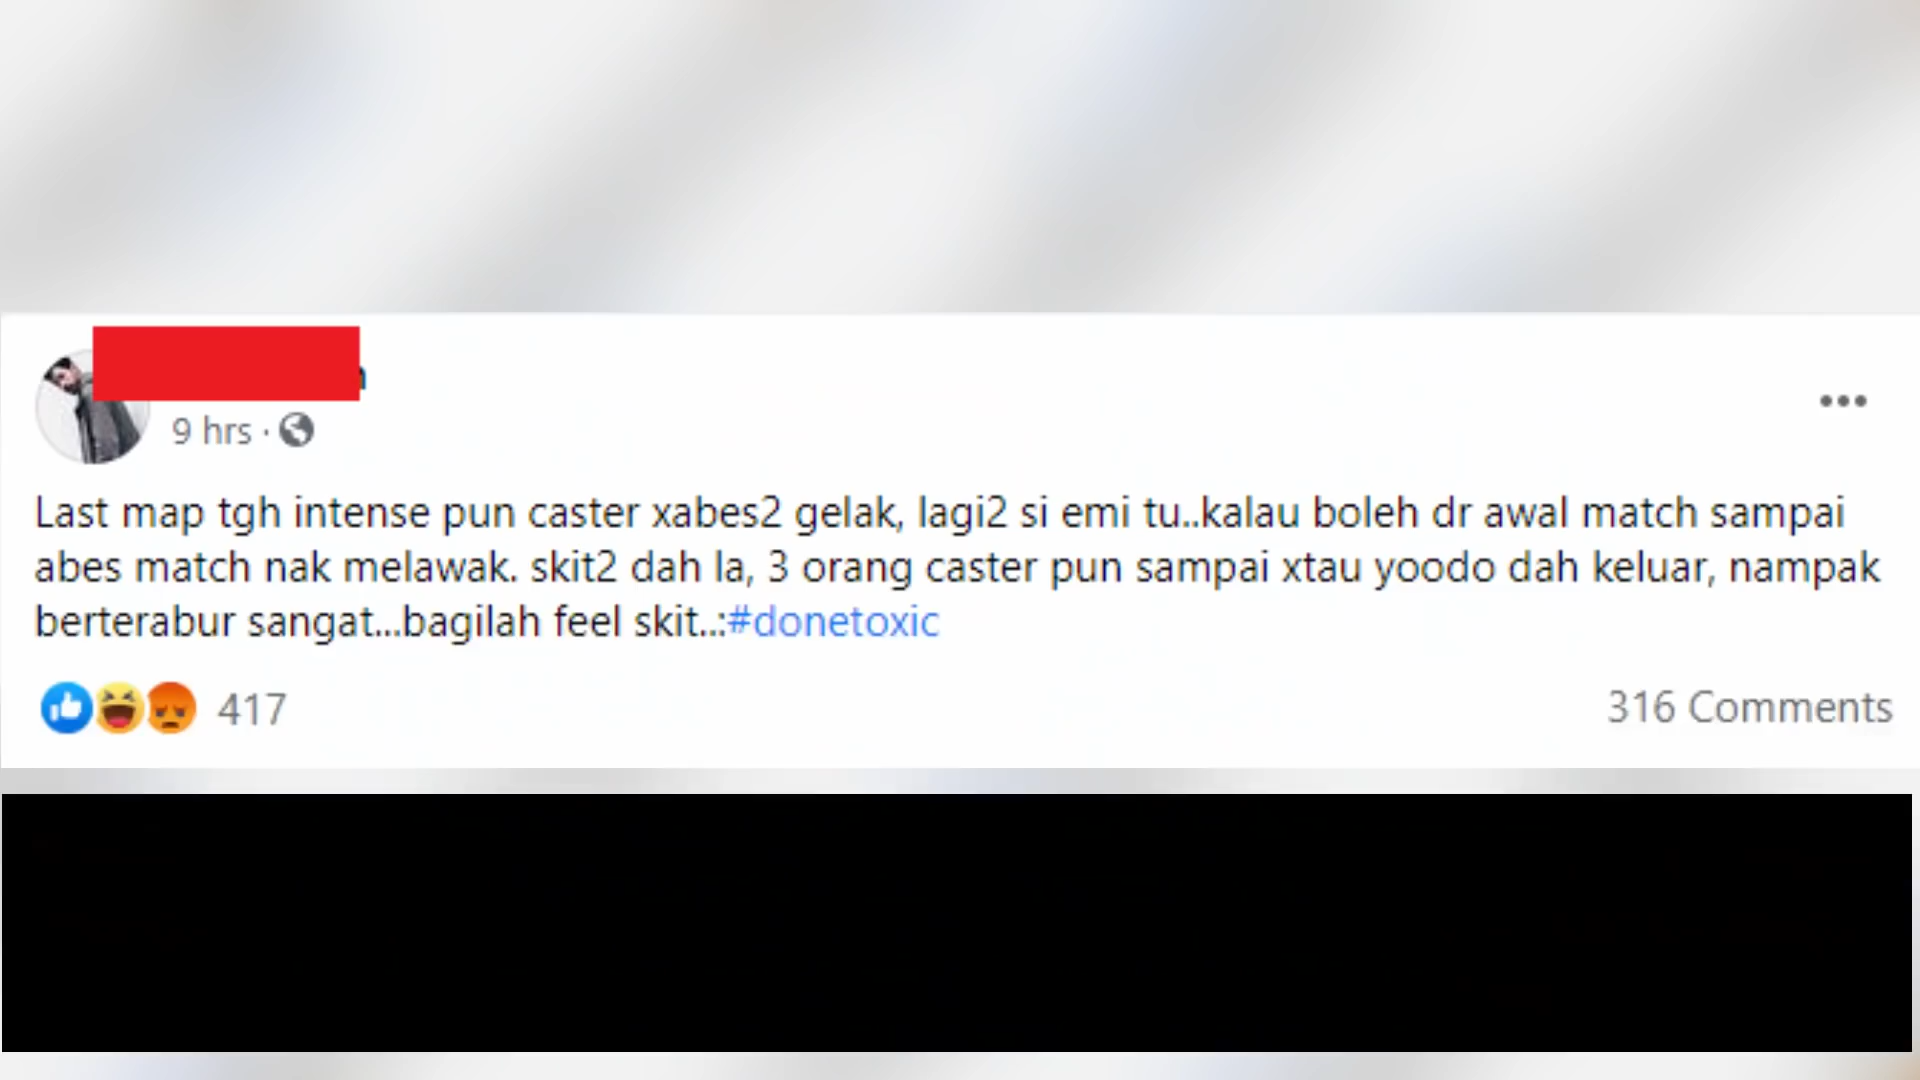 9 hrs ·
Last map tgh intense pun caster xabes2 gelak, lagi2 si emi tu..kalau boleh dr awal match sampai
abes match nak melawak. skit2 dah la, 3 orang caster pun sampai xtau yoodo dah keluar, nampak
berterabur sangat...bagilah feel skit..:#donetoxic
417
316 Comments